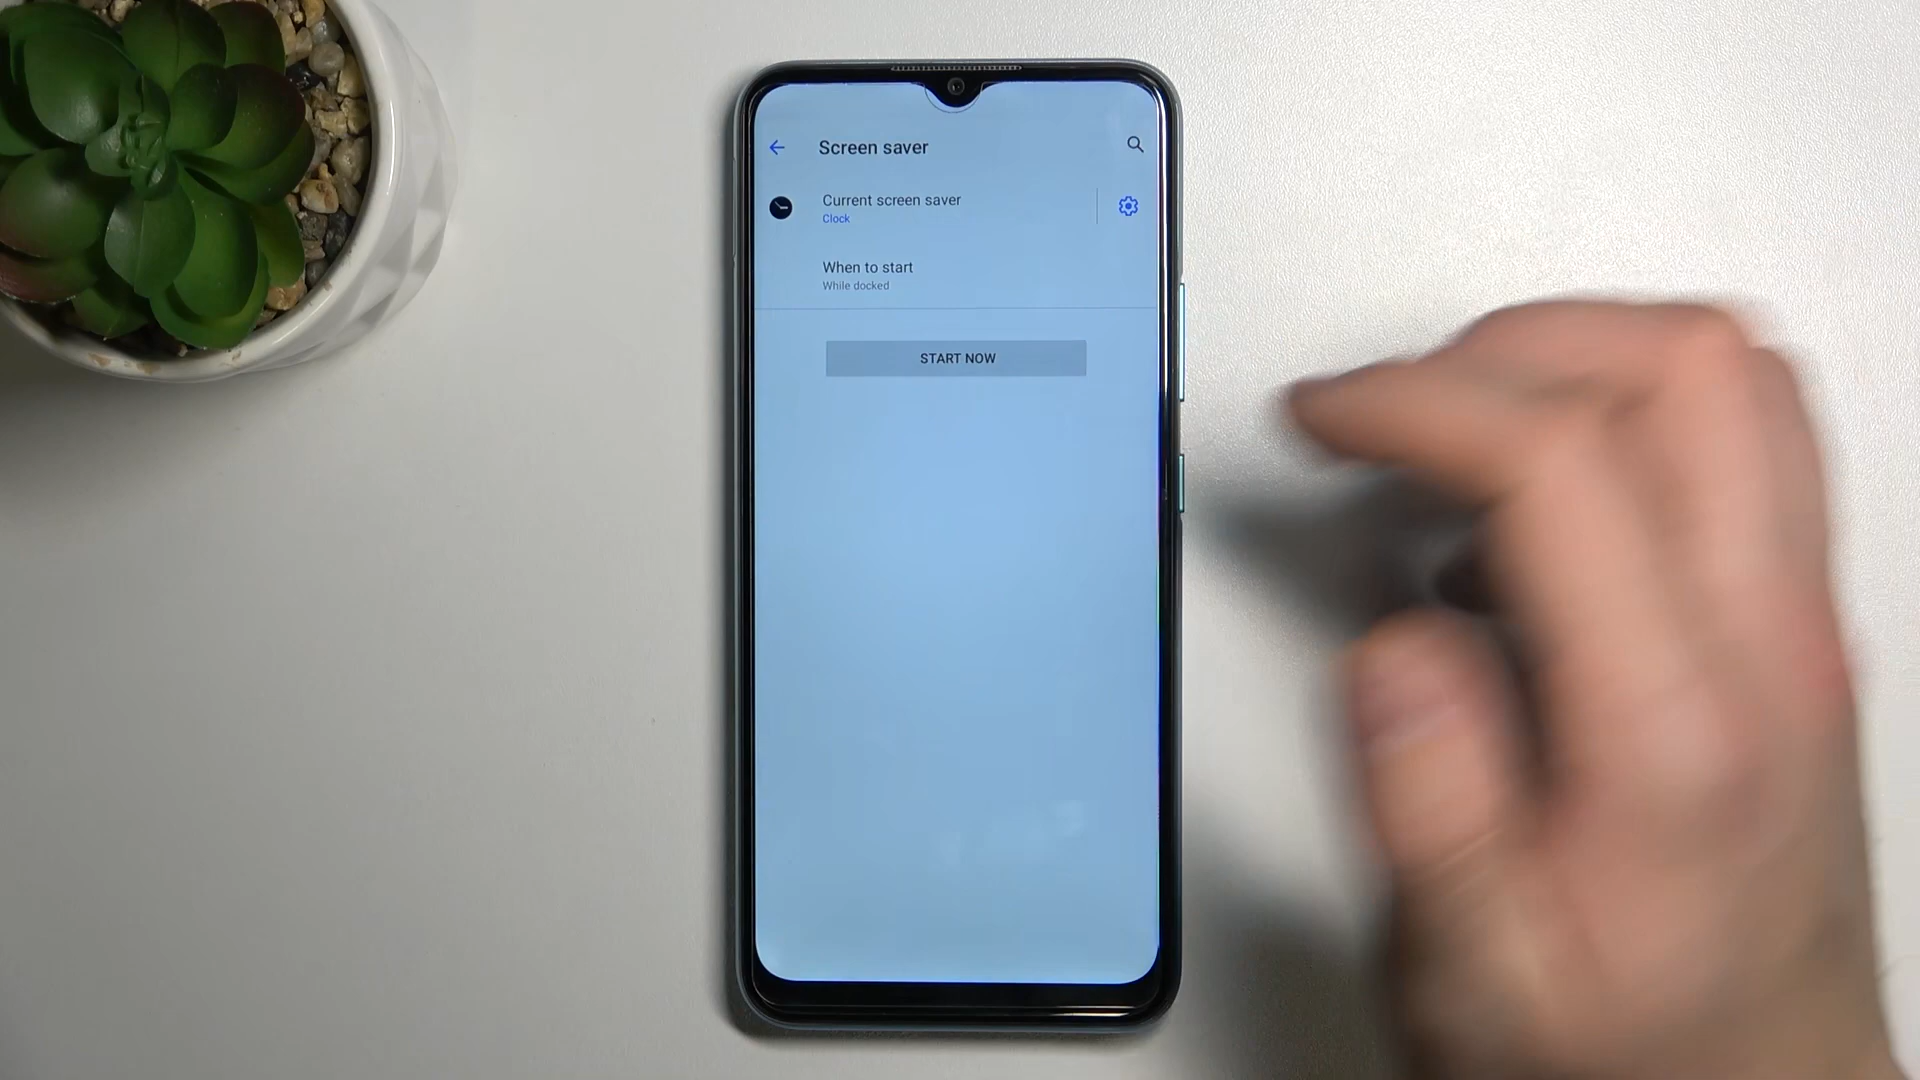 Screen saver
Current screen saver
Clock
When to start
While docked
START NOW